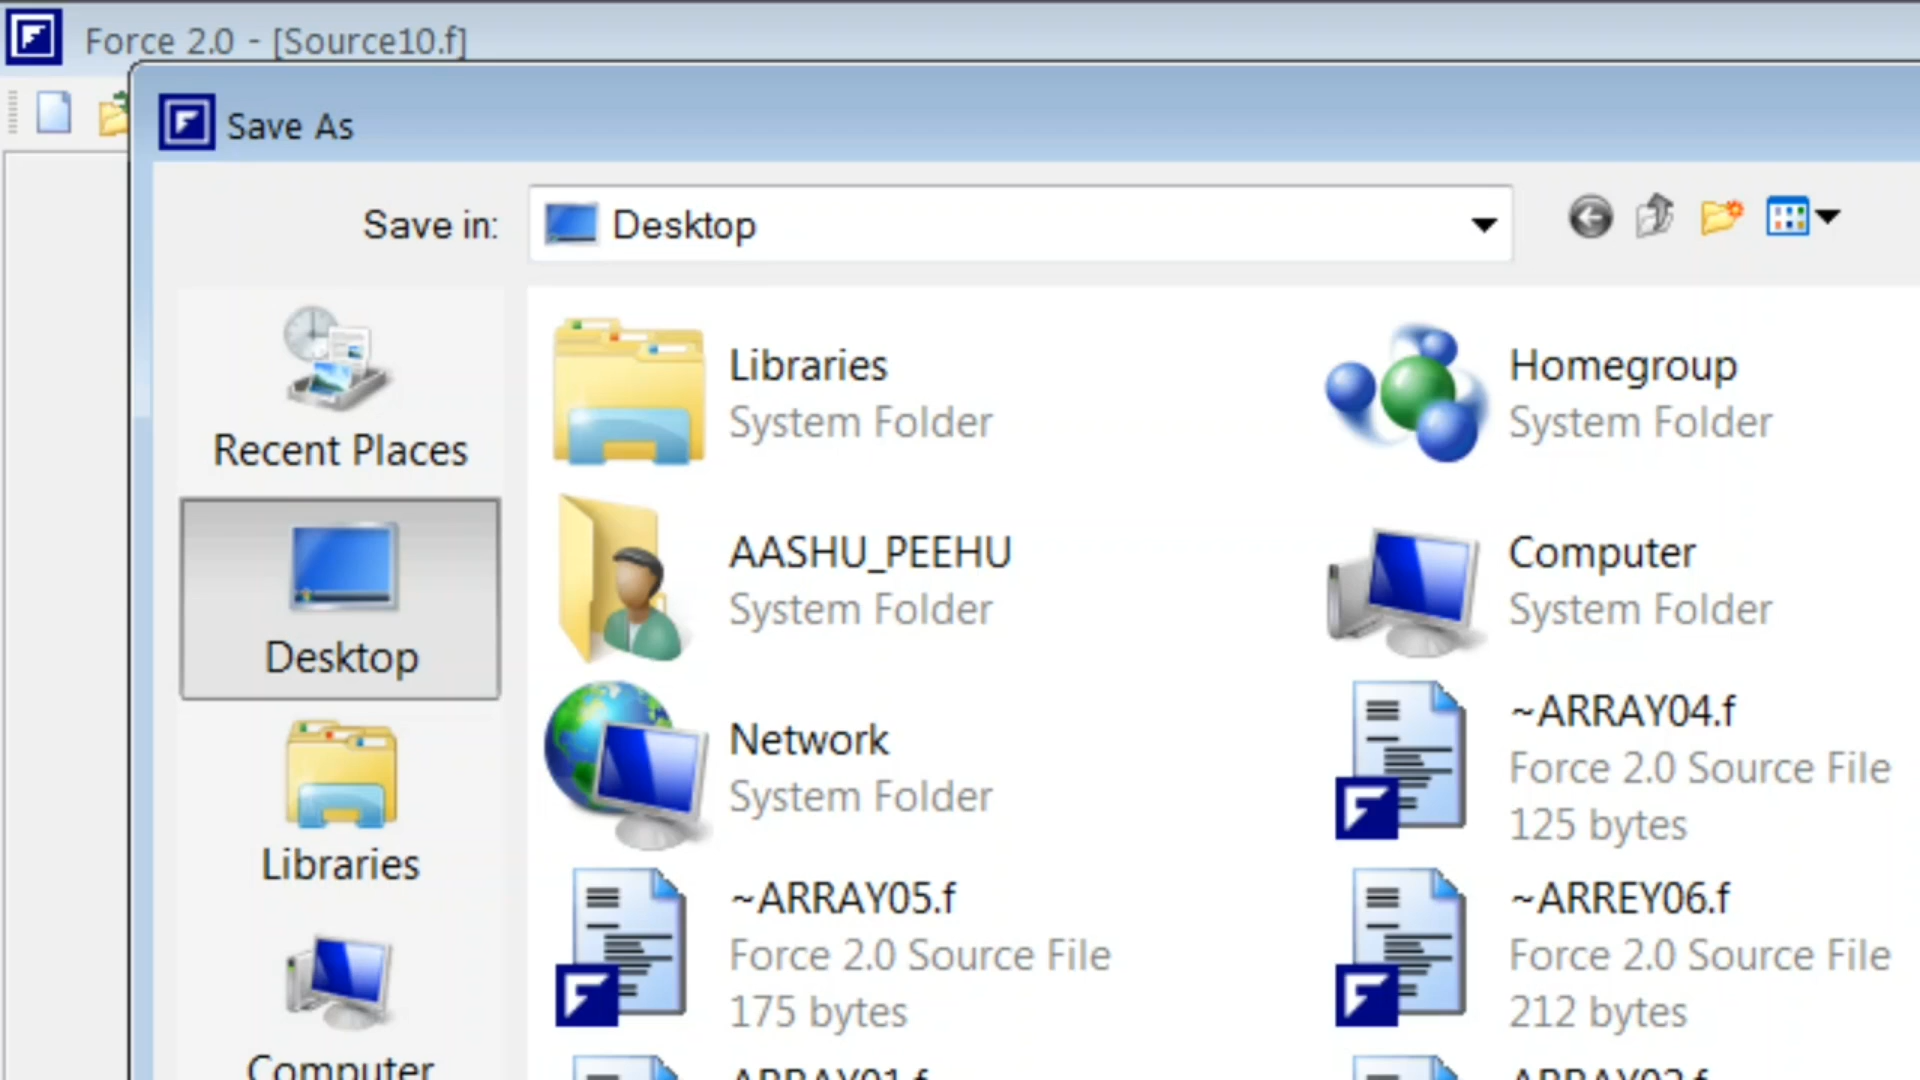 Force 2.0 - [Source10.f]
Save As
Save in:
Desktop
Recent Places
Desktop
Libraries
Computer
Libraries
System Folder
Homegroup
System Folder
AASHU_PEEHU
System Folder
Computer
System Folder
Network
System Folder
~ARRAY04.f
Force 2.0 Source File
125 bytes
~ARRAY05.f
Force 2.0 Source File
175 bytes
~ARREY06.f
Force 2.0 Source File
212 bytes
ARRAY01.f